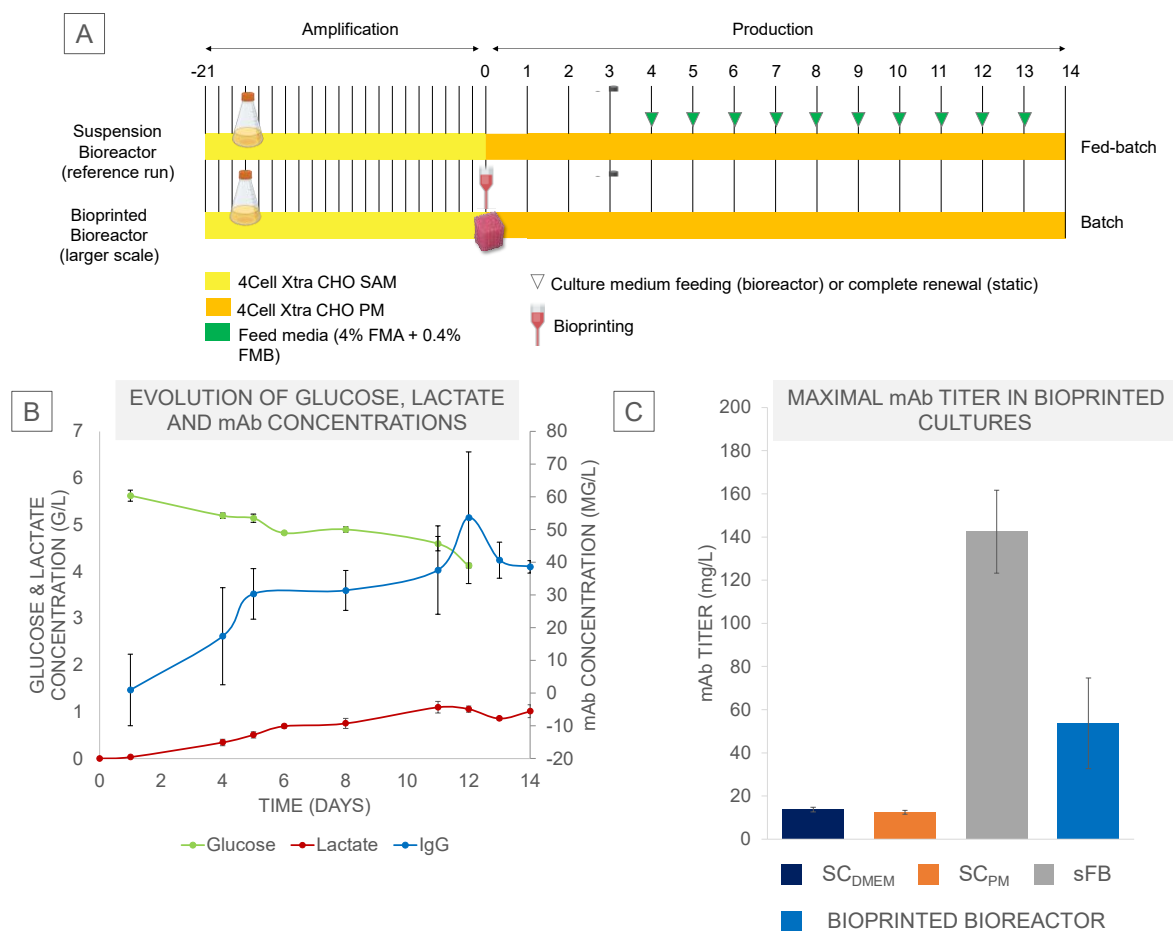 A
Amplification
Production
-21 0 1 2 3 4 5 6 7 8 9 10 11 12 13 14
Suspension
Bioreactor
(reference run)
Fed-batch
Bioprinted
Bioreactor
(larger scale)
Batch
4Cell Xtra CHO SAM
4Cell Xtra CHO PM
Feed media (4% FMA + 0.4%
FMB)
Culture medium feeding (bioreactor) or complete renewal (static)
Bioprinting
B
EVOLUTION OF GLUCOSE, LACTATE
AND mAb CONCENTRATIONS
GLUCOSE & LACTATE
CONCENTRATION (G/L)
7
6
5
4
3
2
1
0
80
70
60
50
40
30
20
10
0
-10
-20
mAb CONCENTRATION (MG/L)
0 2 4 6 8 10 12 14
TIME (DAYS)
Glucose Lactate IgG
C
MAXIMAL mAb TITER IN BIOPRINTED
CULTURES
mAb TITER (mg/L)
200
180
160
140
120
100
80
60
40
20
0
SCDMEM SCPM sFB
BIOPRINTED BIOREACTOR